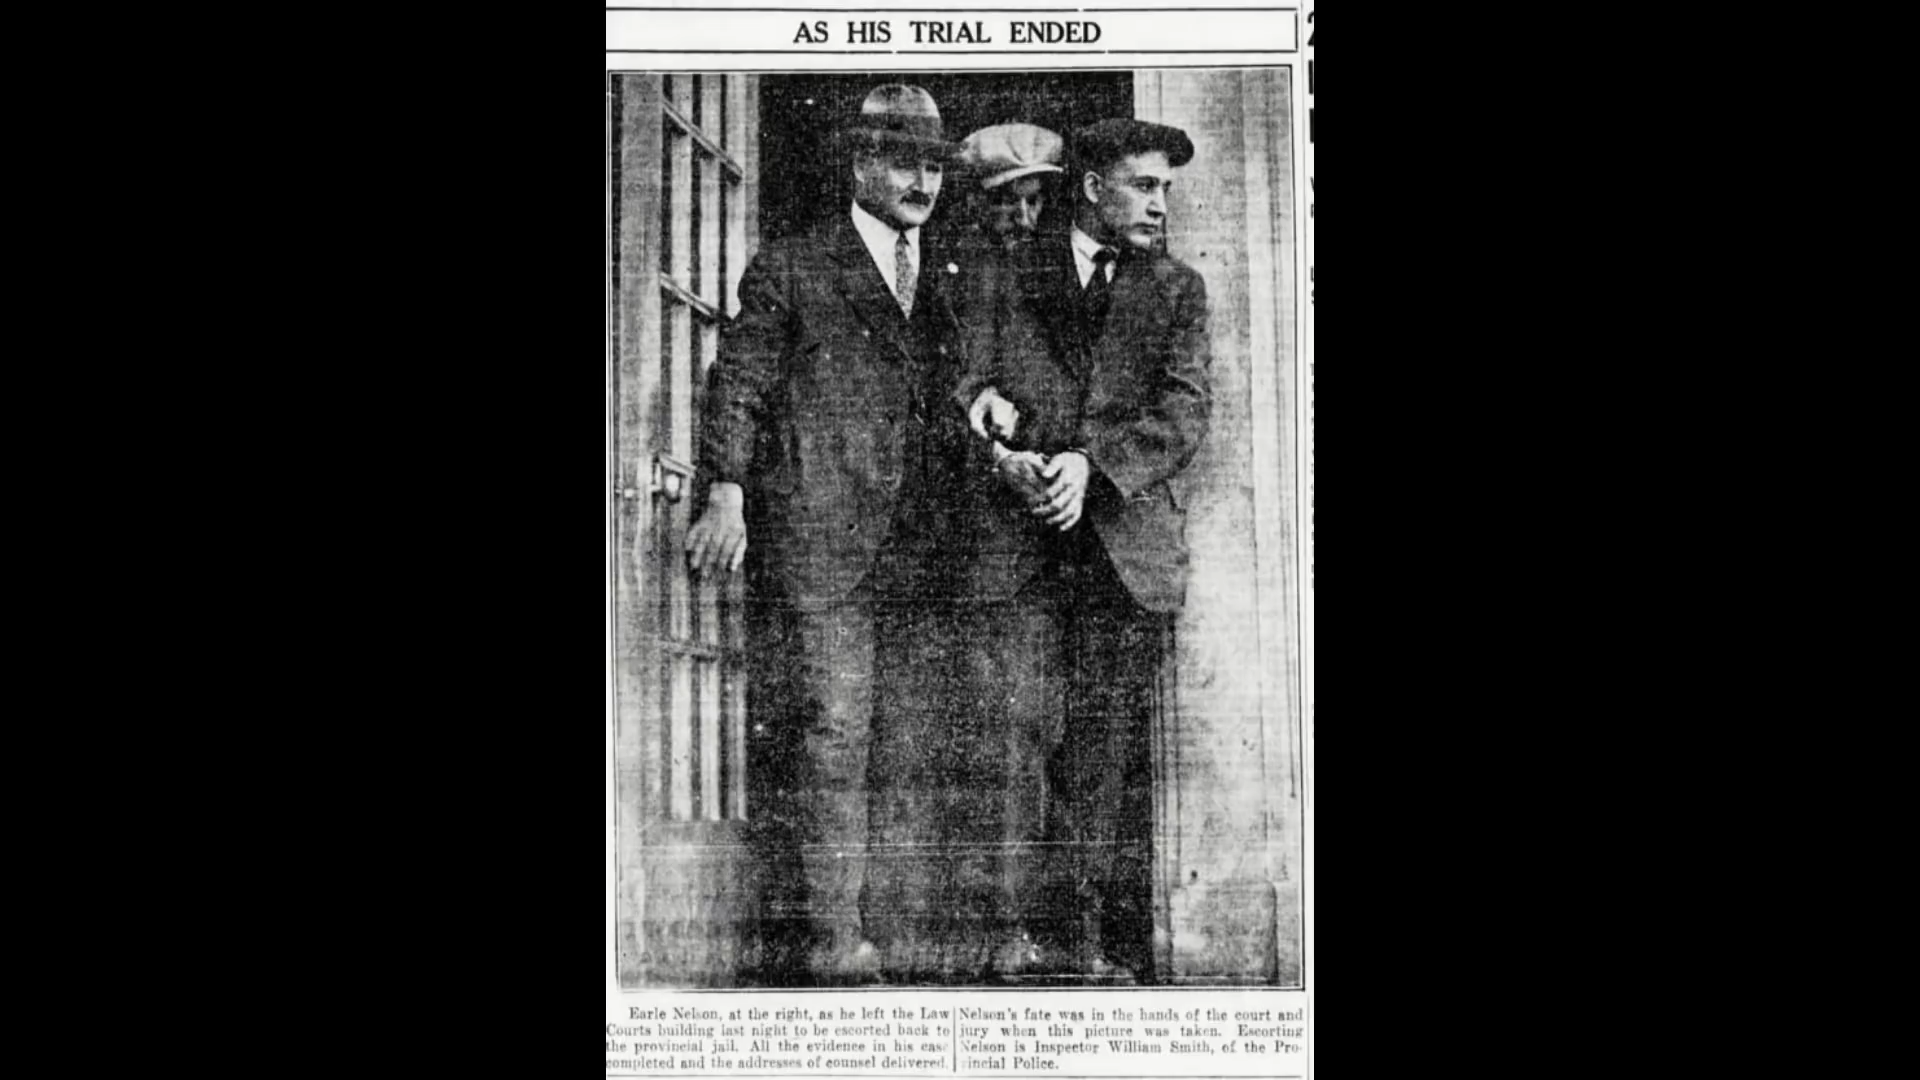 AS HIS TRIAL ENDED
Earle Nelson, at the right, as he left the Law
Courts building last night to be escorted back to
the provincial jail. All the evidence in his case
completed and the addresses of counsel delivered.
Nelson's fate was in the hands of the court and
jury when this picture was taken. Escorting
Nelson is Inspector William Smith, of the Pro-
vincial Police.